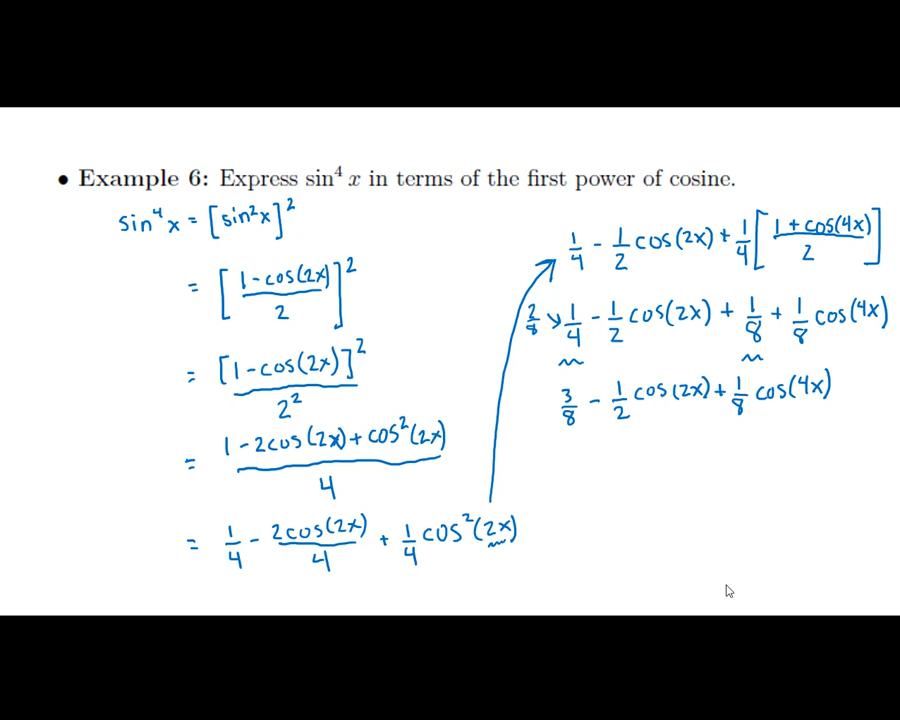 • Example 6: Express sin⁴ x in terms of the first power of cosine.
sin⁴x = [sin²x]²
= [(1-cos(2x))/2]²
= [1-cos(2x)]²/2²
= (1-2cos(2x)+cos²(2x))/4
= 1/4 - 2cos(2x)/4 + 1/4 cos²(2x)
1/4 - 1/2 cos(2x) + 1/4 [(1+cos(4x))/2]
2/8 1/4 - 1/2 cos(2x) + 1/8 + 1/8 cos(4x)
3/8 - 1/2 cos(2x) + 1/8 cos(4x)